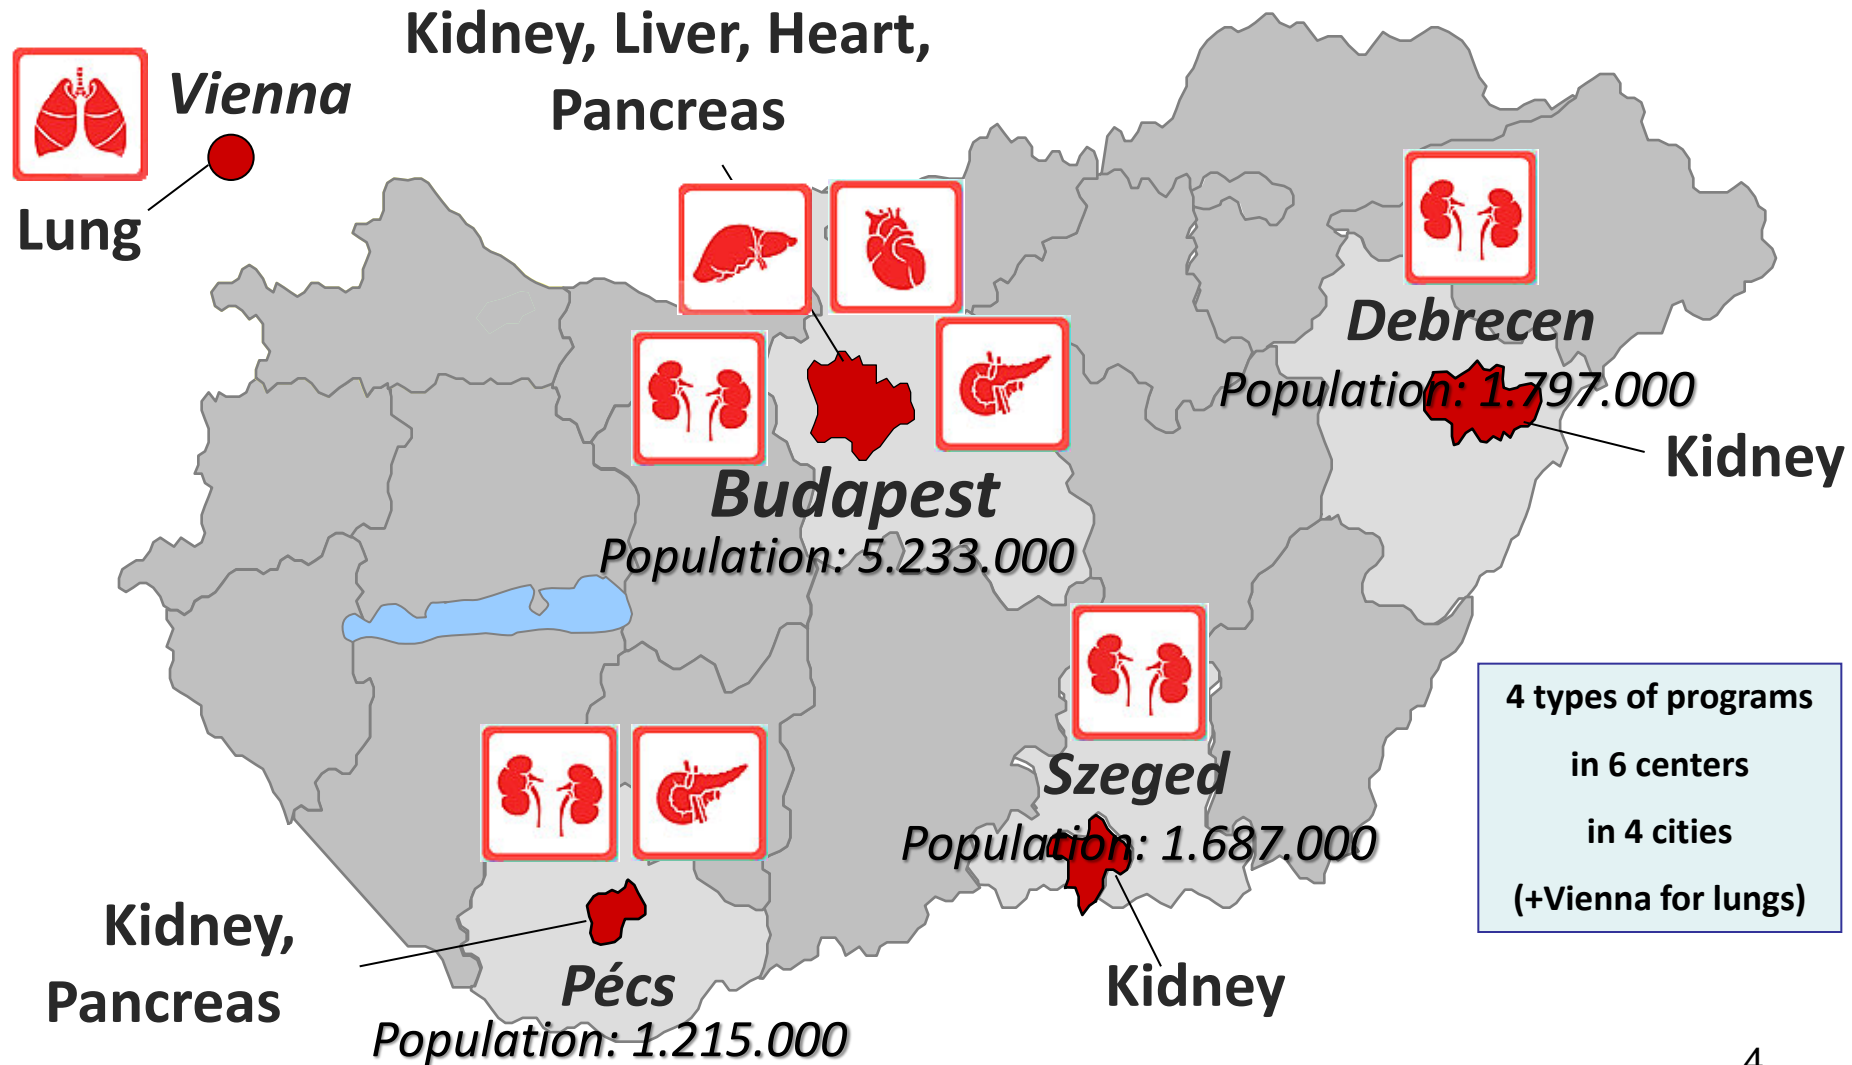 Kidney, Liver, Heart,
Pancreas
Vienna
Lung
Debrecen
Population: 1.797.000
Kidney
Budapest
Population: 5.233.000
Szeged
Population: 1.687.000
Kidney
4 types of programs
in 6 centers
in 4 cities
(+Vienna for lungs)
Kidney,
Pancreas
Pécs
Population: 1.215.000
4